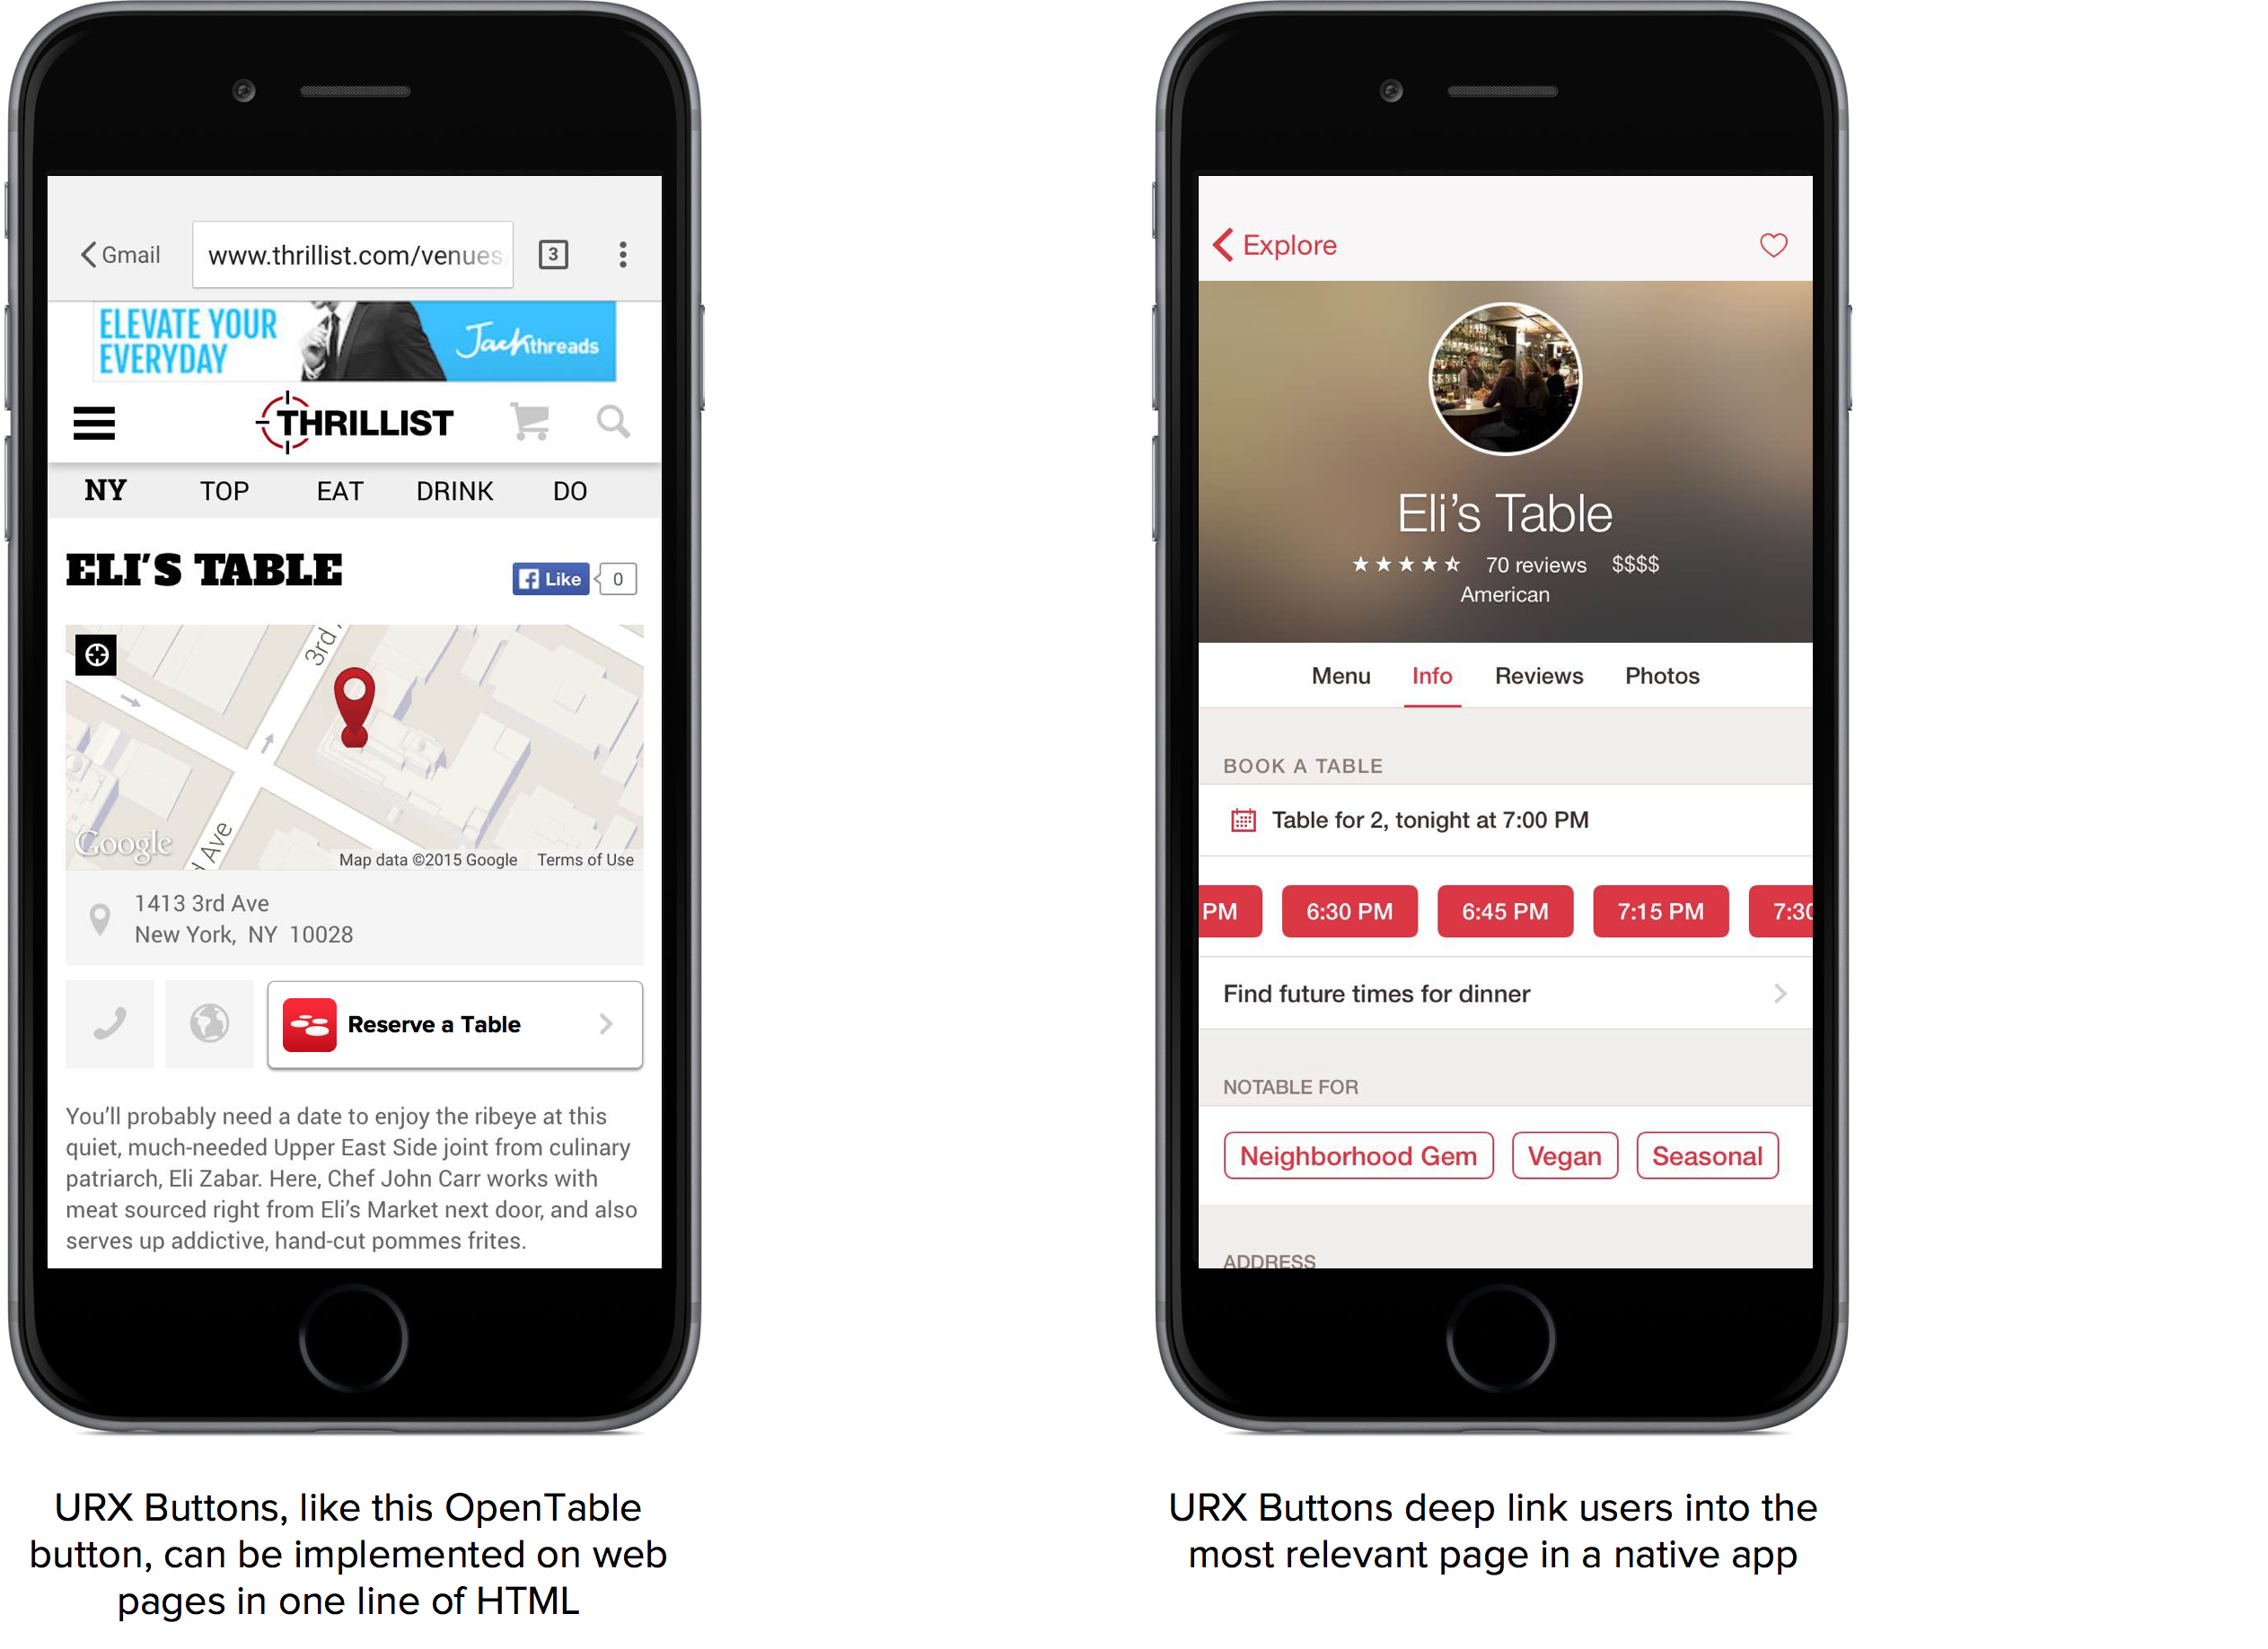 Gmail
www.thrillist.com/venues
3
ELEVATE YOUR
EVERYDAY
Jackthreads
THRILLIST
NY TOP EAT DRINK DO
ELI'S TABLE
Like 0
3rd
Google
d Ave
Map data ©2015 Google Terms of Use
1413 3rd Ave
New York, NY 10028
Reserve a Table
You'll probably need a date to enjoy the ribeye at this
quiet, much-needed Upper East Side joint from culinary
patriarch, Eli Zabar. Here, Chef John Carr works with
meat sourced right from Eli's Market next door, and also
serves up addictive, hand-cut pommes frites.
URX Buttons, like this OpenTable
button, can be implemented on web
pages in one line of HTML
Explore
Eli's Table
70 reviews $$$$
American
Menu Info Reviews Photos
BOOK A TABLE
Table for 2, tonight at 7:00 PM
PM 6:30 PM 6:45 PM 7:15 PM 7:30
Find future times for dinner
NOTABLE FOR
Neighborhood Gem Vegan Seasonal
ADDRESS
URX Buttons deep link users into the
most relevant page in a native app